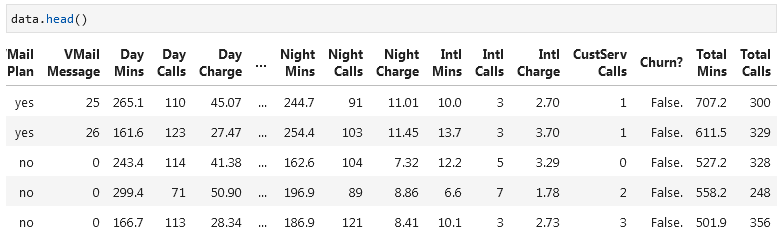 data.head()
'Mail Plan VMail Message Day Mins Day Calls Day Charge ... Night Mins Night Calls Night Charge Intl Mins Intl Calls Intl Charge CustServ Calls Churn? Total Mins Total Calls
yes 25 265.1 110 45.07 ... 244.7 91 11.01 10.0 3 2.70 1 False. 707.2 300
yes 26 161.6 123 27.47 ... 254.4 103 11.45 13.7 3 3.70 1 False. 611.5 329
no 0 243.4 114 41.38 ... 162.6 104 7.32 12.2 5 3.29 0 False. 527.2 328
no 0 299.4 71 50.90 ... 196.9 89 8.86 6.6 7 1.78 2 False. 558.2 248
no 0 166.7 113 28.34 ... 186.9 121 8.41 10.1 3 2.73 3 False. 501.9 356